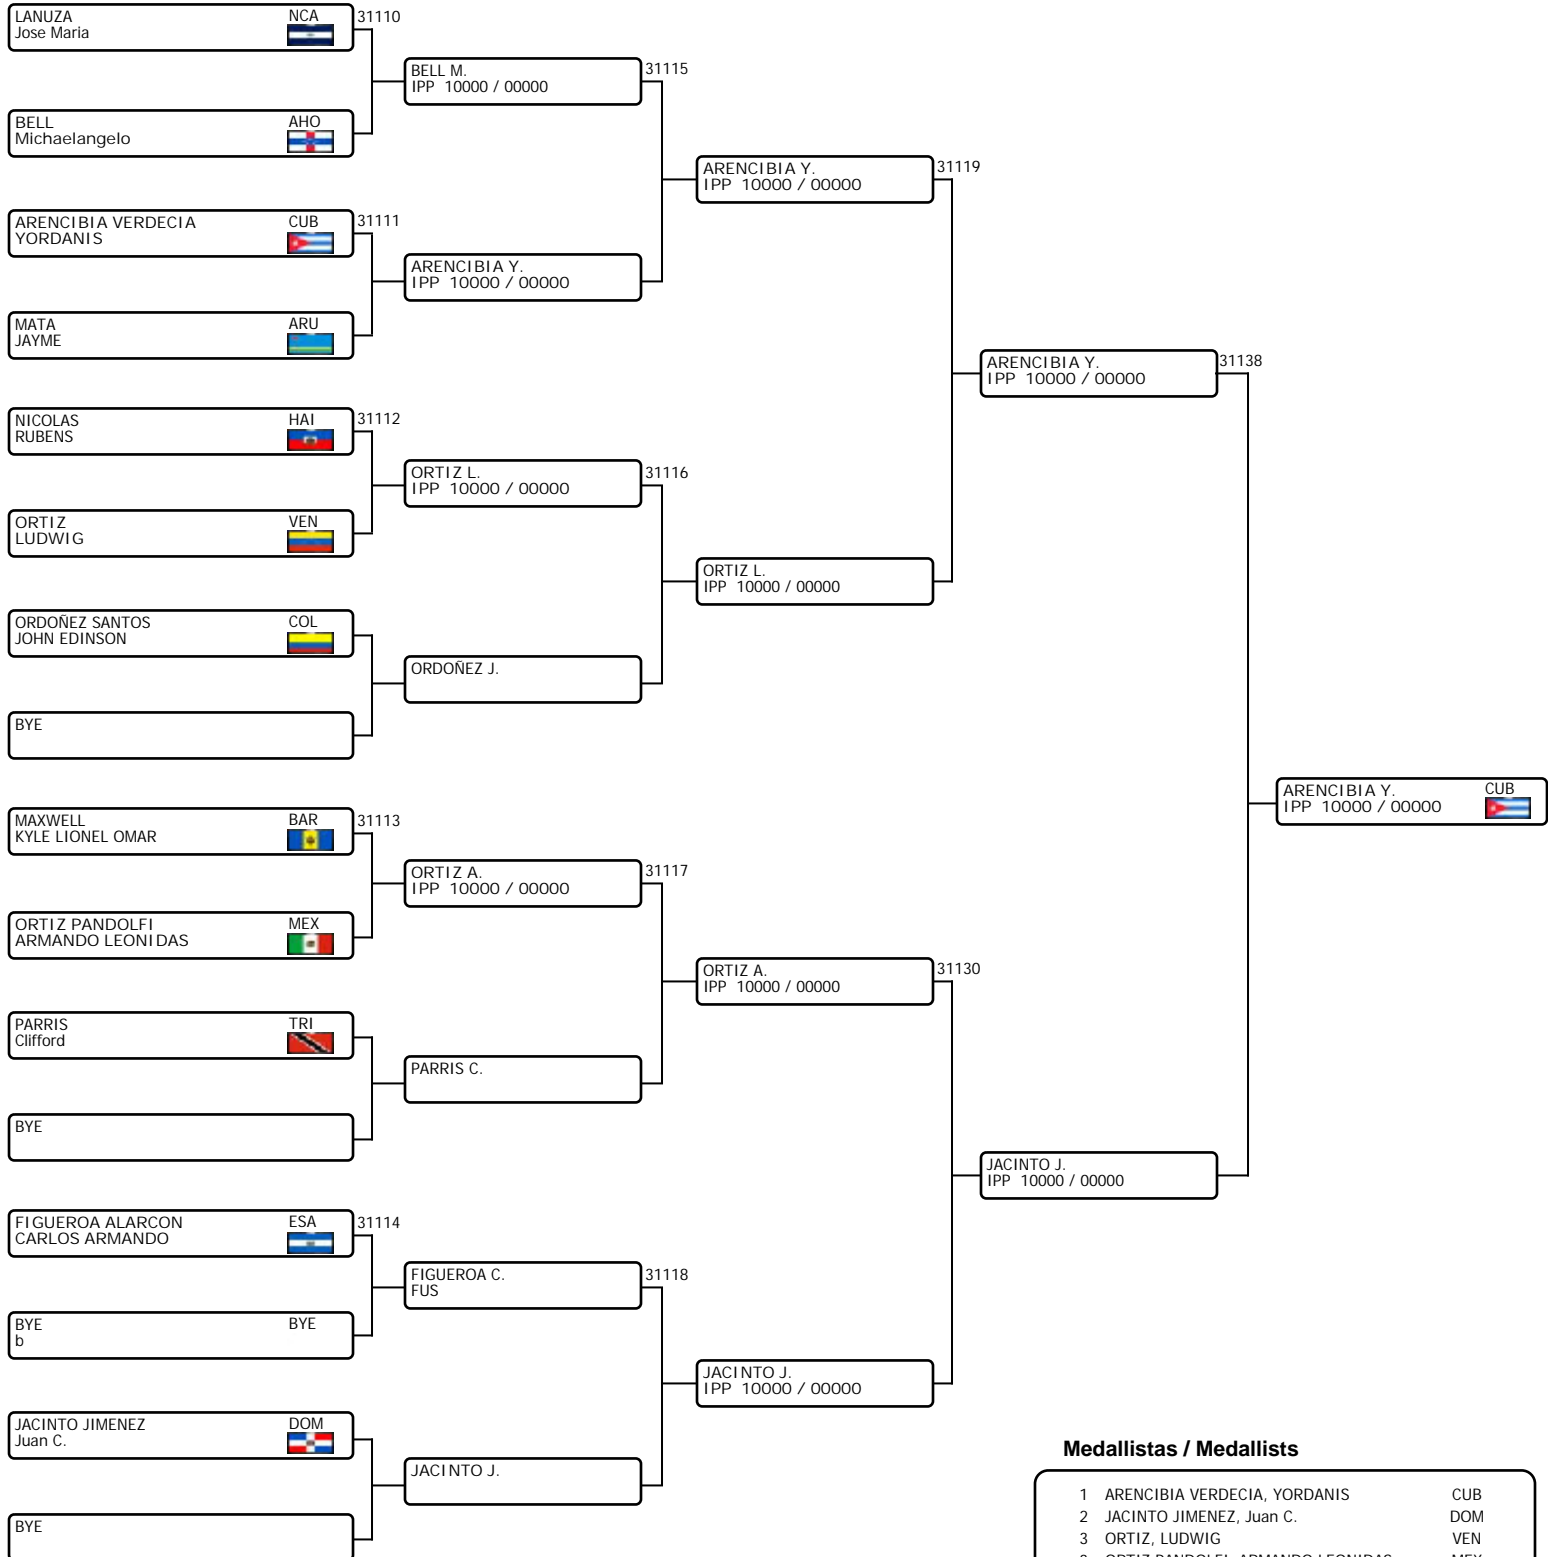 LANUZA NCA 31110
Jose Maria
BELL M. 31115
IPP 10000 / 00000
BELL AHO
Michaelangelo
ARENCIBIA Y. 31119
IPP 10000 / 00000
ARENCIBIA VERDECIA CUB 31111
YORDANIS
ARENCIBIA Y.
IPP 10000 / 00000
MATA ARU
JAYME
ARENCIBIA Y. 31138
IPP 10000 / 00000
NICOLAS HAI 31112
RUBENS
ORTIZ L. 31116
IPP 10000 / 00000
ORTIZ VEN
LUDWIG
ORTIZ L.
IPP 10000 / 00000
ORDOÑEZ SANTOS COL
JOHN EDINSON
ORDOÑEZ J.
BYE
ARENCIBIA Y. CUB
IPP 10000 / 00000
MAXWELL BAR 31113
KYLE LIONEL OMAR
ORTIZ A. 31117
IPP 10000 / 00000
ORTIZ PANDOLFI MEX
ARMANDO LEONIDAS
ORTIZ A. 31130
IPP 10000 / 00000
PARRIS TRI
Clifford
PARRIS C.
BYE
JACINTO J.
IPP 10000 / 00000
FIGUEROA ALARCON ESA 31114
CARLOS ARMANDO
FIGUEROA C. 31118
FUS
BYE BYE
b
JACINTO J.
IPP 10000 / 00000
JACINTO JIMENEZ DOM
Juan C.
JACINTO J.
BYE
Medallistas / Medallists
1 ARENCIBIA VERDECIA, YORDANIS CUB
2 JACINTO JIMENEZ, Juan C. DOM
3 ORTIZ, LUDWIG VEN
ORTIZ PANDOLFI, ARMANDO LEONIDAS MEX